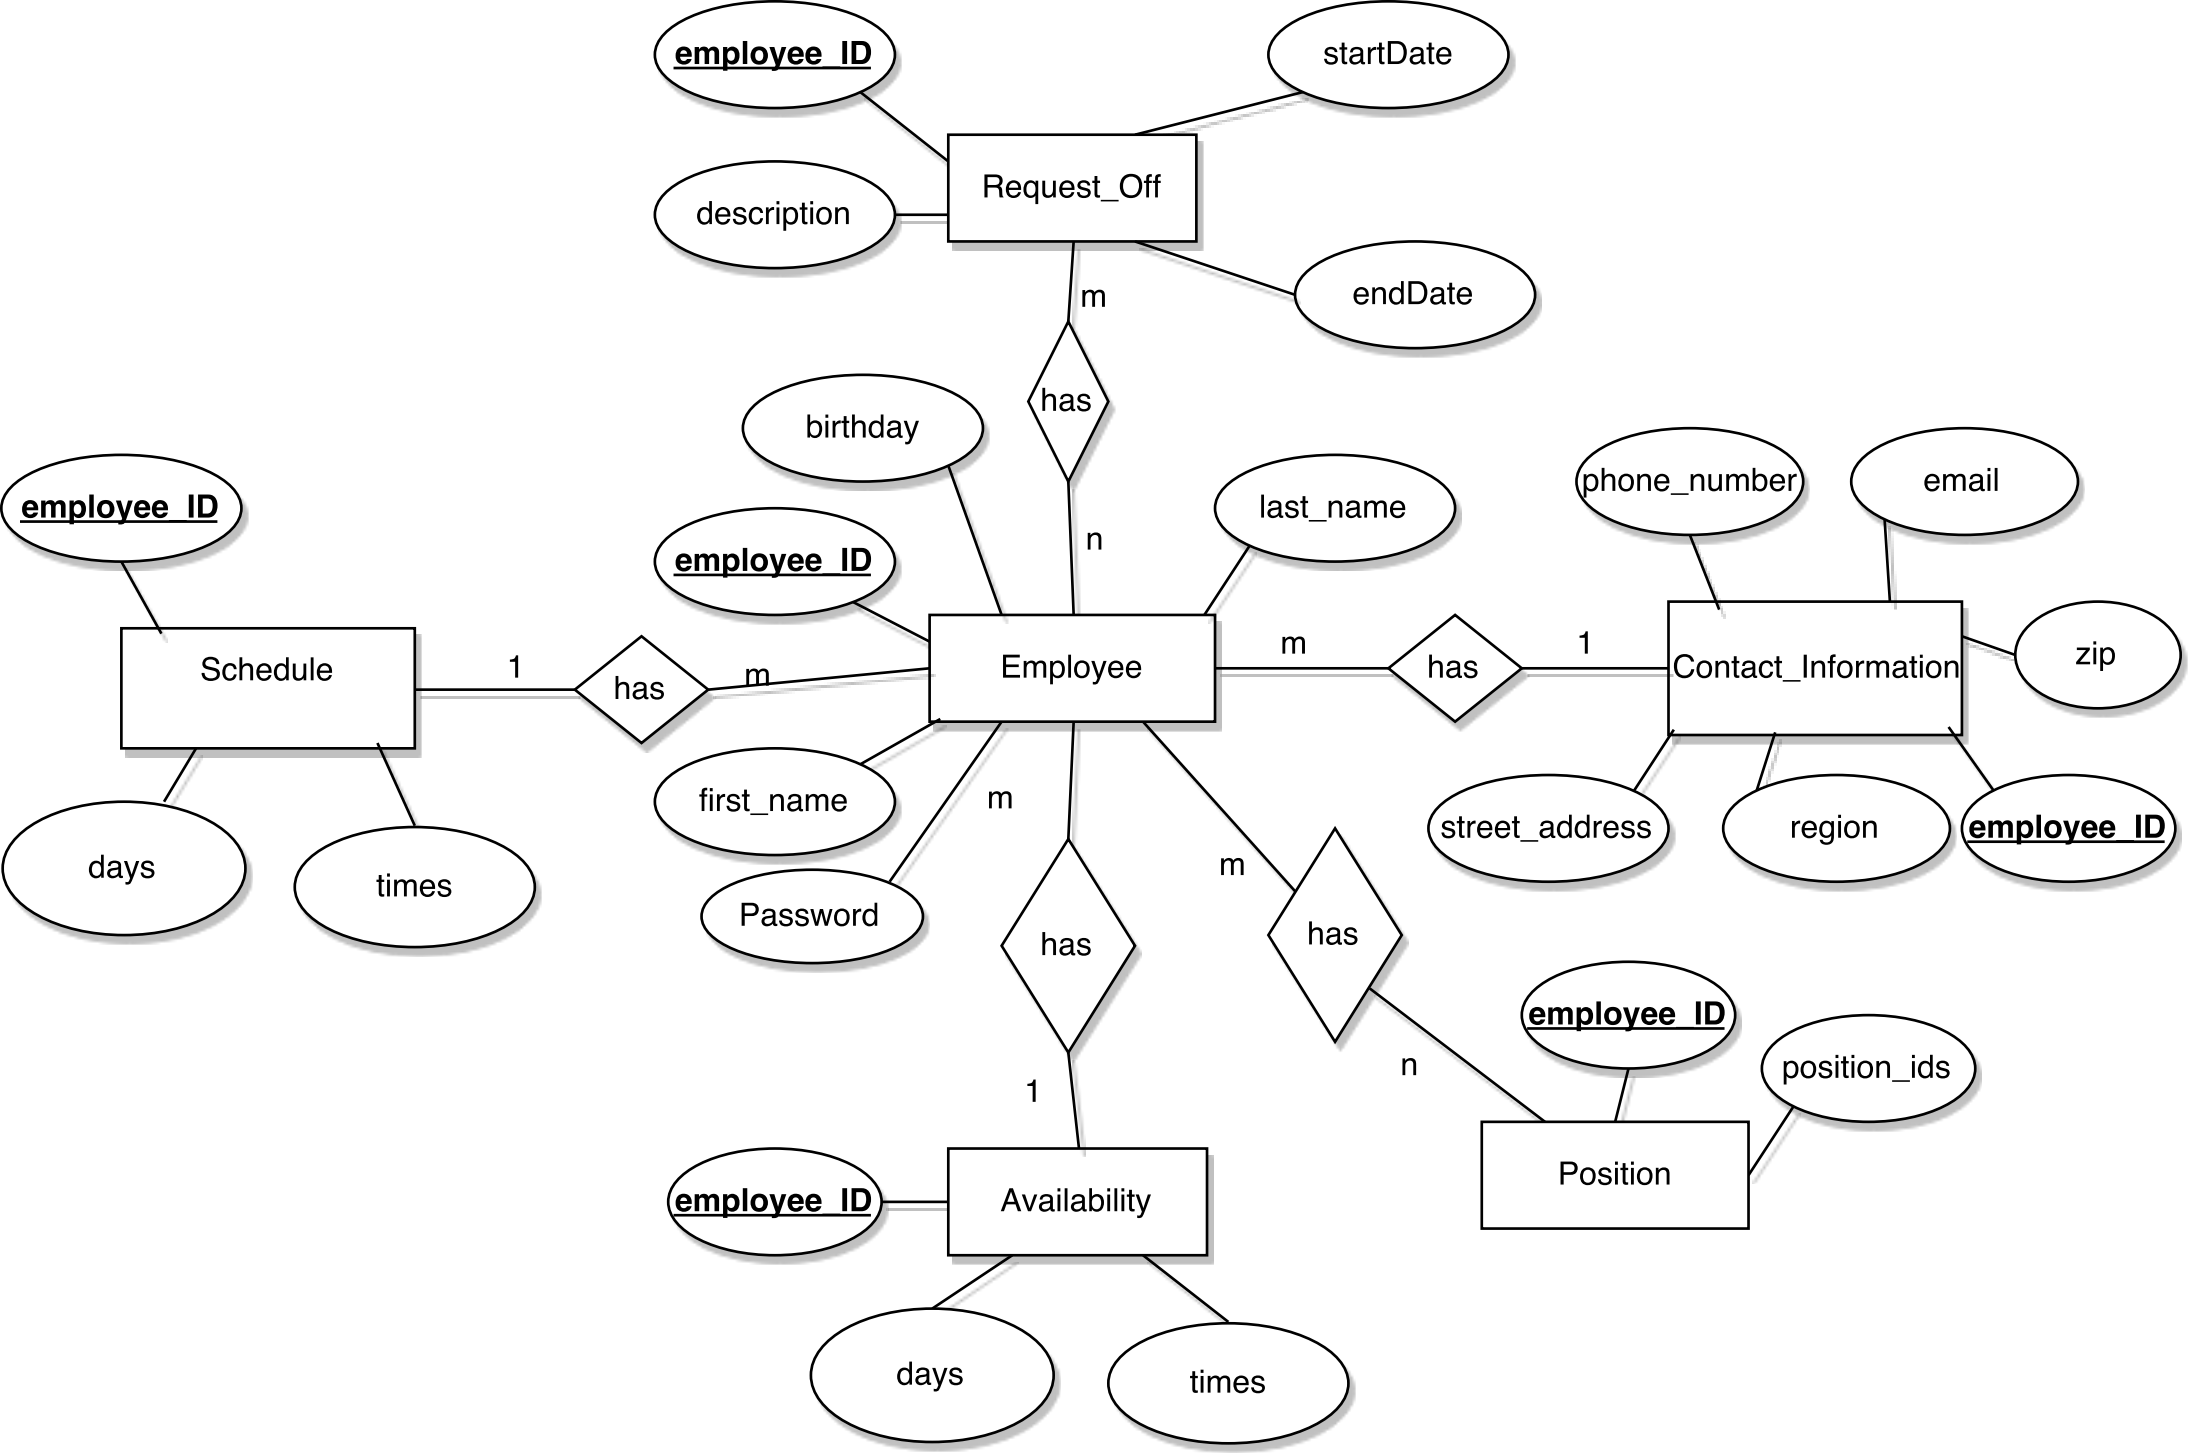 employee_ID
startDate
Request_Off
description
endDate
m
has
birthday
n
employee_ID
last_name
phone_number
email
employee_ID
Schedule
1
has
m
Employee
m
has
1
Contact_Information
zip
first_name
m
street_address
region
employee_ID
days
times
Password
has
m
has
employee_ID
n
position_ids
1
Position
employee_ID
Availability
days
times